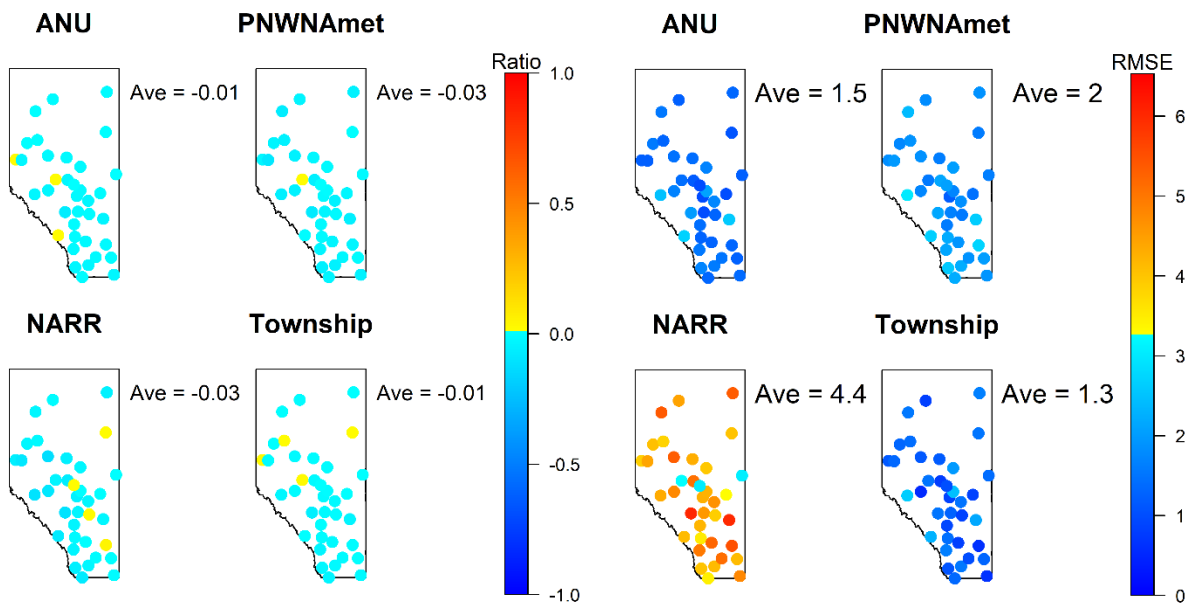 ANU
PNWNAmet
Ratio
Ave = -0.01
Ave = -0.03
1.0
0.5
0.0
-0.5
-1.0
NARR
Township
Ave = -0.03
Ave = -0.01
ANU
PNWNAmet
RMSE
Ave = 1.5
Ave = 2
6
5
4
3
2
1
0
NARR
Township
Ave = 4.4
Ave = 1.3